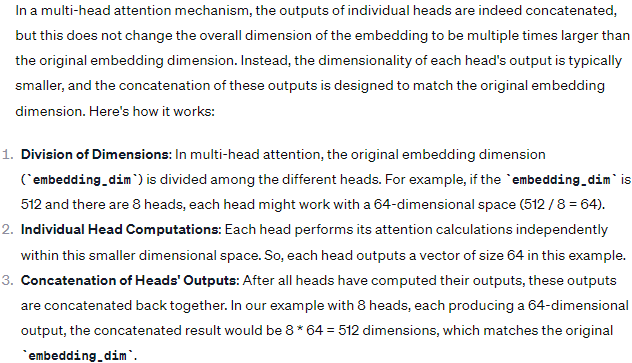 In a multi-head attention mechanism, the outputs of individual heads are indeed concatenated,
but this does not change the overall dimension of the embedding to be multiple times larger than
the original embedding dimension. Instead, the dimensionality of each head's output is typically
smaller, and the concatenation of these outputs is designed to match the original embedding
dimension. Here's how it works:
1. Division of Dimensions: In multi-head attention, the original embedding dimension
(`embedding_dim`) is divided among the different heads. For example, if the `embedding_dim` is
512 and there are 8 heads, each head might work with a 64-dimensional space (512 / 8 = 64).
2. Individual Head Computations: Each head performs its attention calculations independently
within this smaller dimensional space. So, each head outputs a vector of size 64 in this example.
3. Concatenation of Heads' Outputs: After all heads have computed their outputs, these outputs
are concatenated back together. In our example with 8 heads, each producing a 64-dimensional
output, the concatenated result would be 8 * 64 = 512 dimensions, which matches the original
`embedding_dim`.